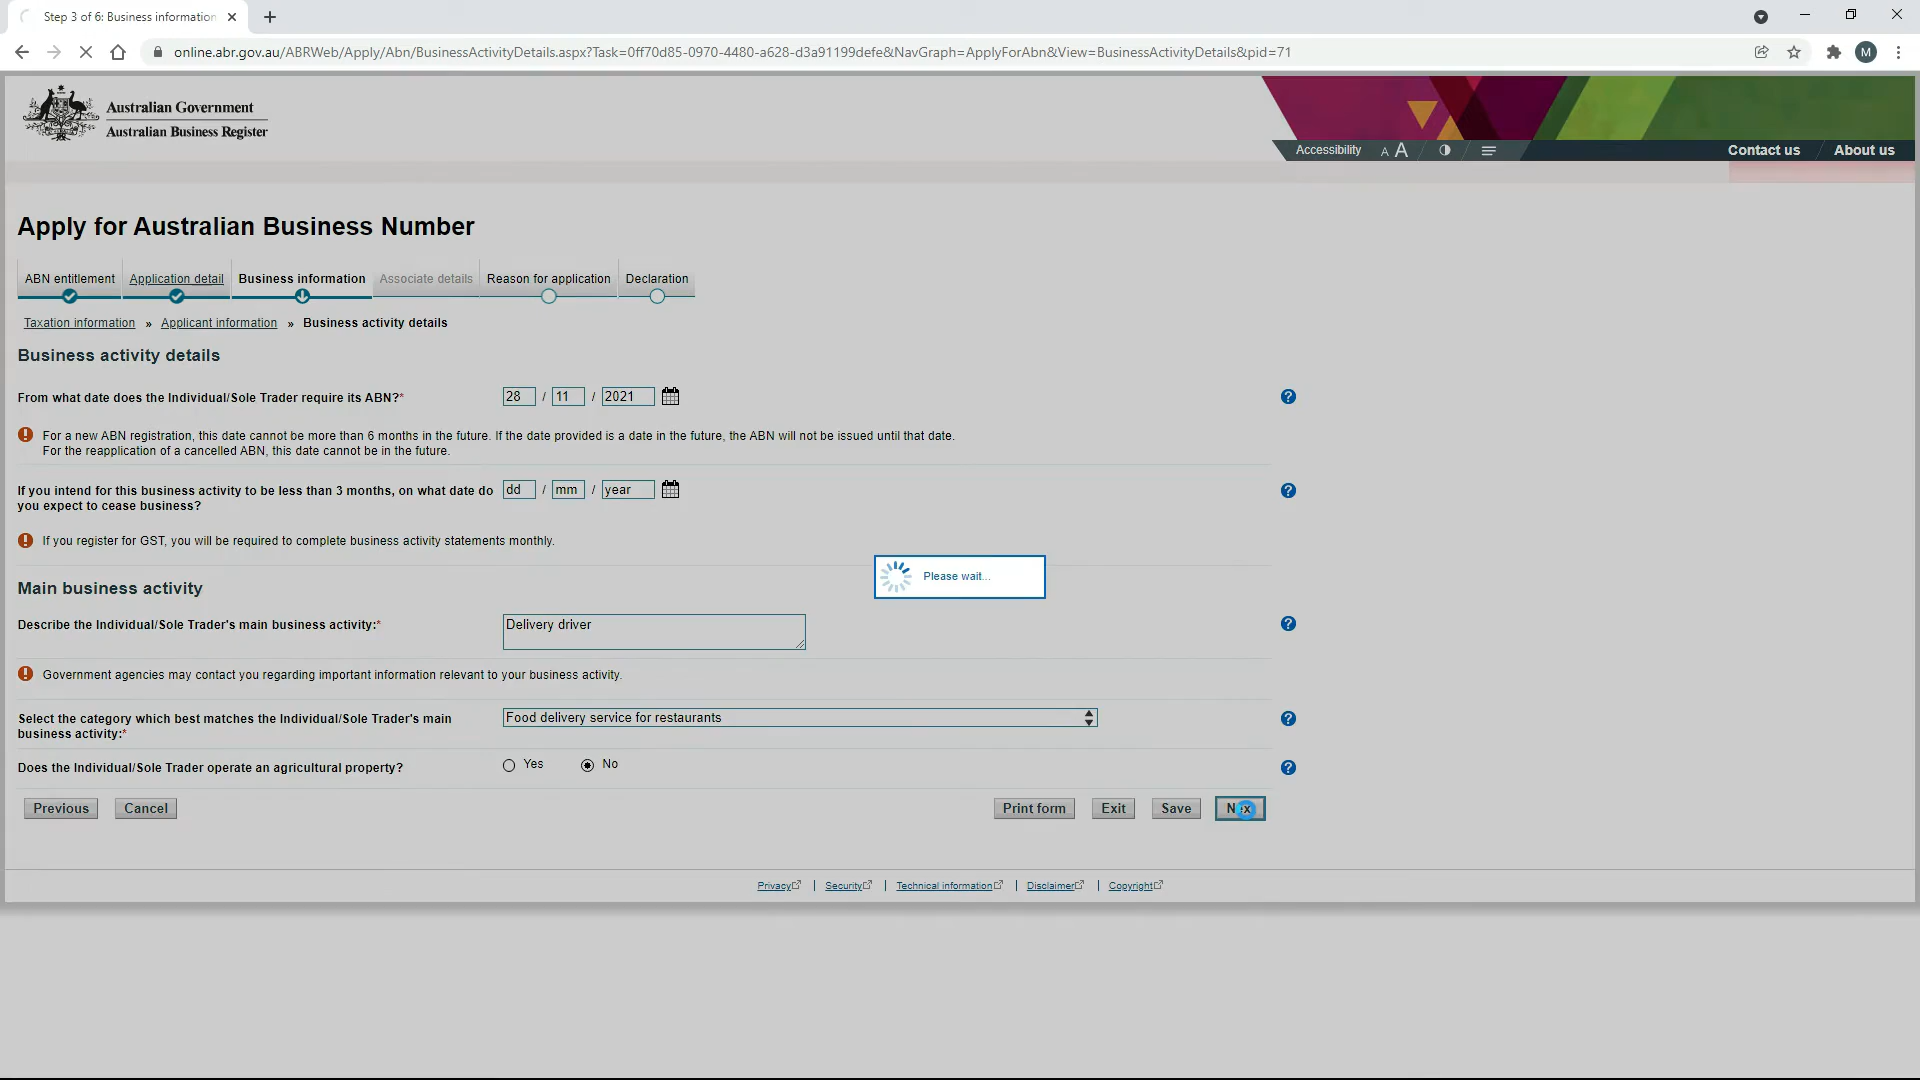 Step 3 of 6: Business information
online.abr.gov.au/ABRWeb/Apply/Abn/BusinessActivityDetails.aspx?Task=0ff70d85-0970-4480-a628-d3a91199defe&NavGraph=ApplyForAbn&View=BusinessActivityDetails&pid=71
M
Australian Government
Australian Business Register
Accessibility A A
Contact us About us
Apply for Australian Business Number
ABN entitlement Application detail Business information Associate details Reason for application Declaration
Taxation information » Applicant information » Business activity details
Business activity details
From what date does the Individual/Sole Trader require its ABN?* 28 / 11 / 2021
For a new ABN registration, this date cannot be more than 6 months in the future. If the date provided is a date in the future, the ABN will not be issued until that date.
For the reapplication of a cancelled ABN, this date cannot be in the future.
If you intend for this business activity to be less than 3 months, on what date do dd / mm / year
you expect to cease business?
If you register for GST, you will be required to complete business activity statements monthly.
Please wait...
Main business activity
Describe the Individual/Sole Trader's main business activity:* Delivery driver
Government agencies may contact you regarding important information relevant to your business activity.
Select the category which best matches the Individual/Sole Trader's main Food delivery service for restaurants
business activity:*
Does the Individual/Sole Trader operate an agricultural property? Yes No
Previous Cancel Print form Exit Save Nex
Privacy | Security | Technical information | Disclaimer | Copyright